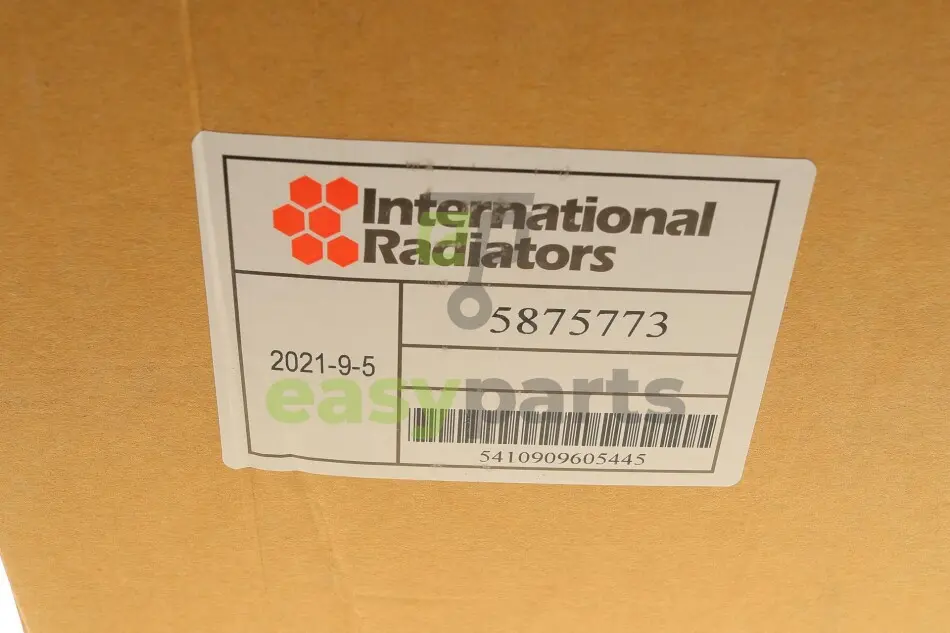 International
Radiators
5875773
2021-9-5
easyparts
5410909605445